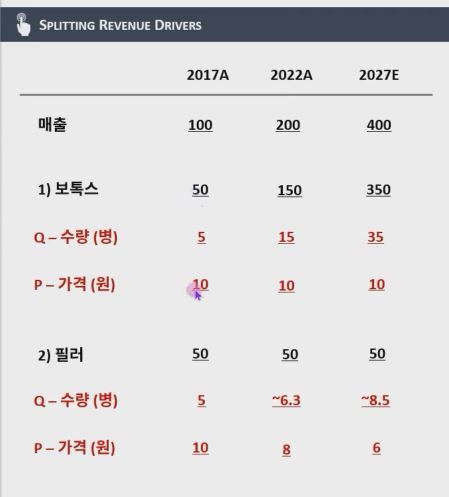 SPLITTING REVENUE DRIVERS
2017A 2022A 2027E
매출 100 200 400
1) 보톡스 50 150 350
Q – 수량 (병) 5 15 35
P – 가격 (원) 10 10 10
2) 필러 50 50 50
Q – 수량 (병) 5 ~6.3 ~8.5
P – 가격 (원) 10 8 6